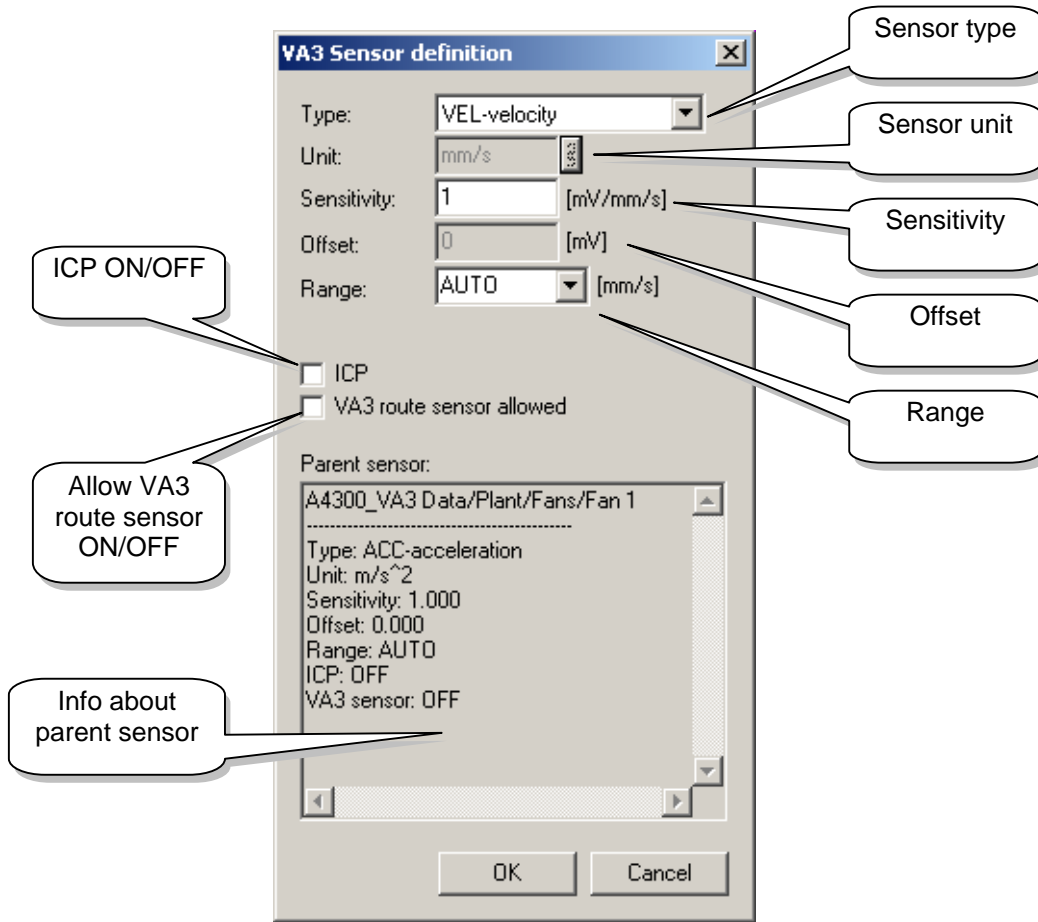 VA3 Sensor definition
Sensor type
Type: VEL-velocity
Sensor unit
Unit: mm/s
Sensitivity: 1 [mV/mm/s]
Sensitivity
Offset: 0 [mV]
Offset
Range: AUTO [mm/s]
Range
ICP ON/OFF
ICP
VA3 route sensor allowed
Allow VA3
route sensor
ON/OFF
Parent sensor:
A4300_VA3 Data/Plant/Fans/Fan 1
-------------------------------------------
Type: ACC-acceleration
Unit: m/s^2
Sensitivity: 1.000
Offset: 0.000
Range: AUTO
ICP: OFF
VA3 sensor: OFF
Info about
parent sensor
OK Cancel